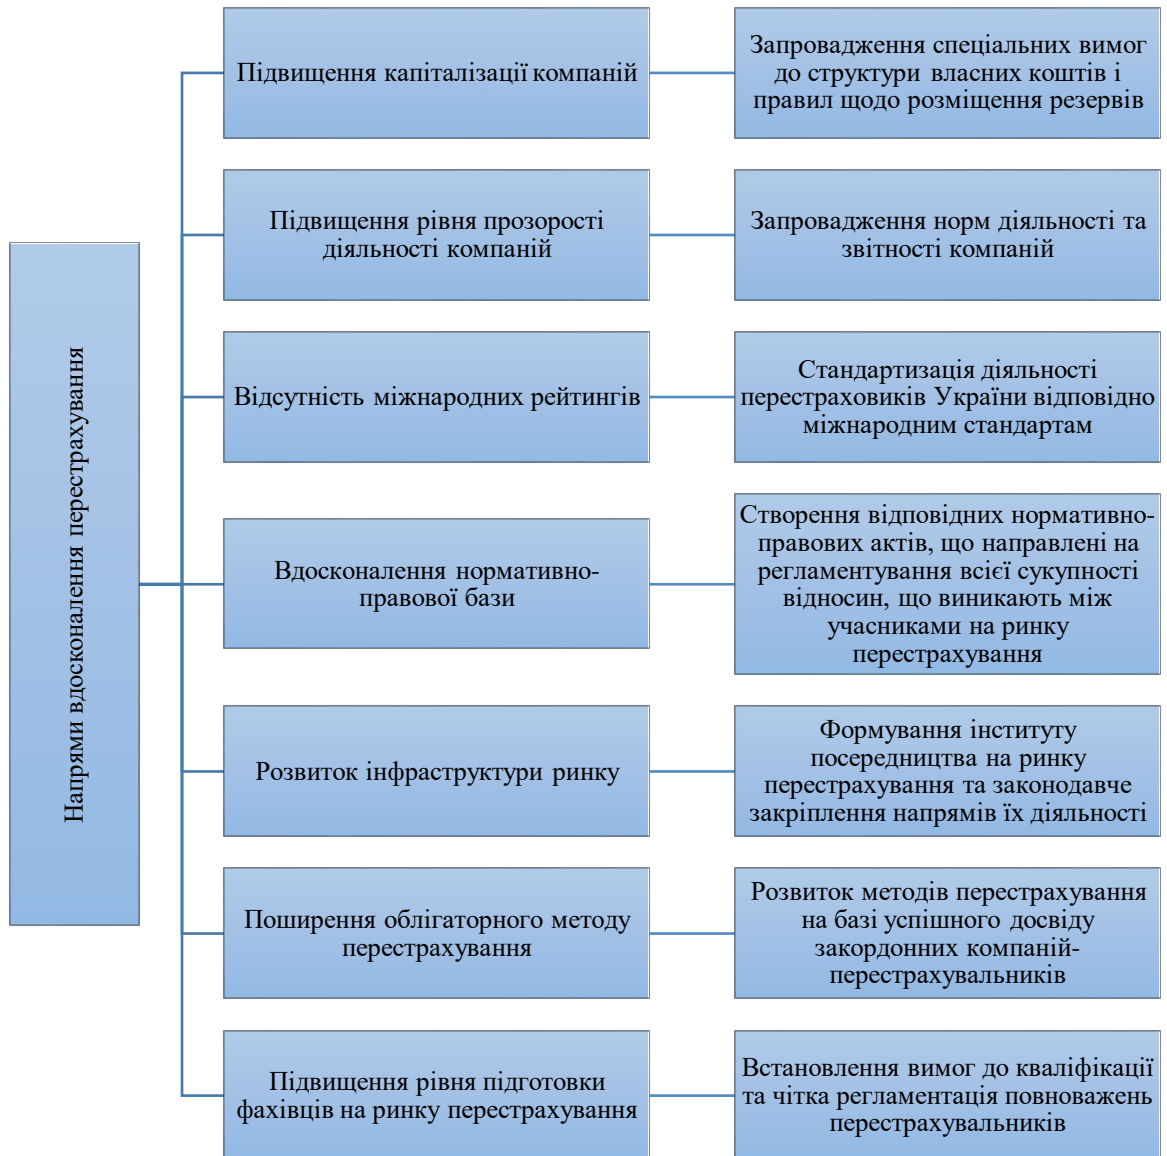 Напрями вдосконалення перестрахування
Підвищення капіталізації компаній
Запровадження спеціальних вимог
до структури власних коштів і
правил щодо розміщення резервів
Підвищення рівня прозорості
діяльності компаній
Запровадження норм діяльності та
звітності компаній
Відсутність міжнародних рейтингів
Стандартизація діяльності
перестраховиків України відповідно
міжнародним стандартам
Вдосконалення нормативно-
правової бази
Створення відповідних нормативно-
правових актів, що направлені на
регламентування всієї сукупності
відносин, що виникають між
учасниками на ринку
перестрахування
Розвиток інфраструктури ринку
Формування інституту
посередництва на ринку
перестрахування та законодавче
закріплення напрямів їх діяльності
Поширення облігаторного методу
перестрахування
Розвиток методів перестрахування
на базі успішного досвіду
закордонних компаній-
перестрахувальників
Підвищення рівня підготовки
фахівців на ринку перестрахування
Встановлення вимог до кваліфікації
та чітка регламентація повноважень
перестрахувальників